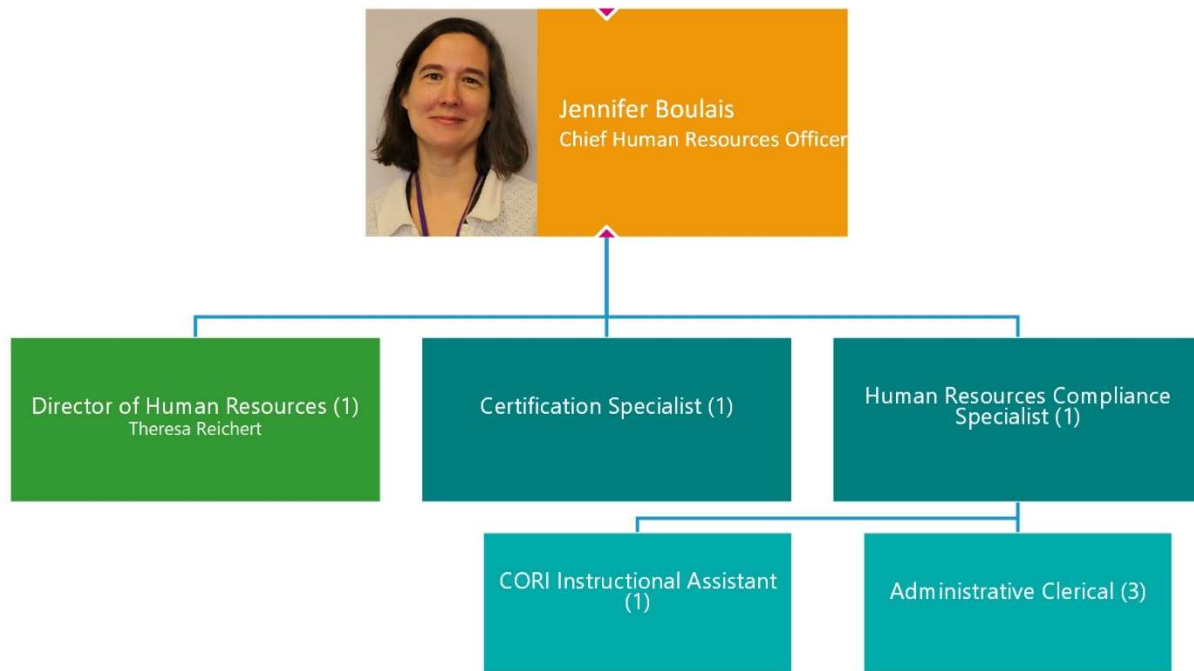 Jennifer Boulais
Chief Human Resources Officer
Director of Human Resources (1)
Theresa Reichert
Certification Specialist (1)
Human Resources Compliance
Specialist (1)
CORI Instructional Assistant
(1)
Administrative Clerical (3)